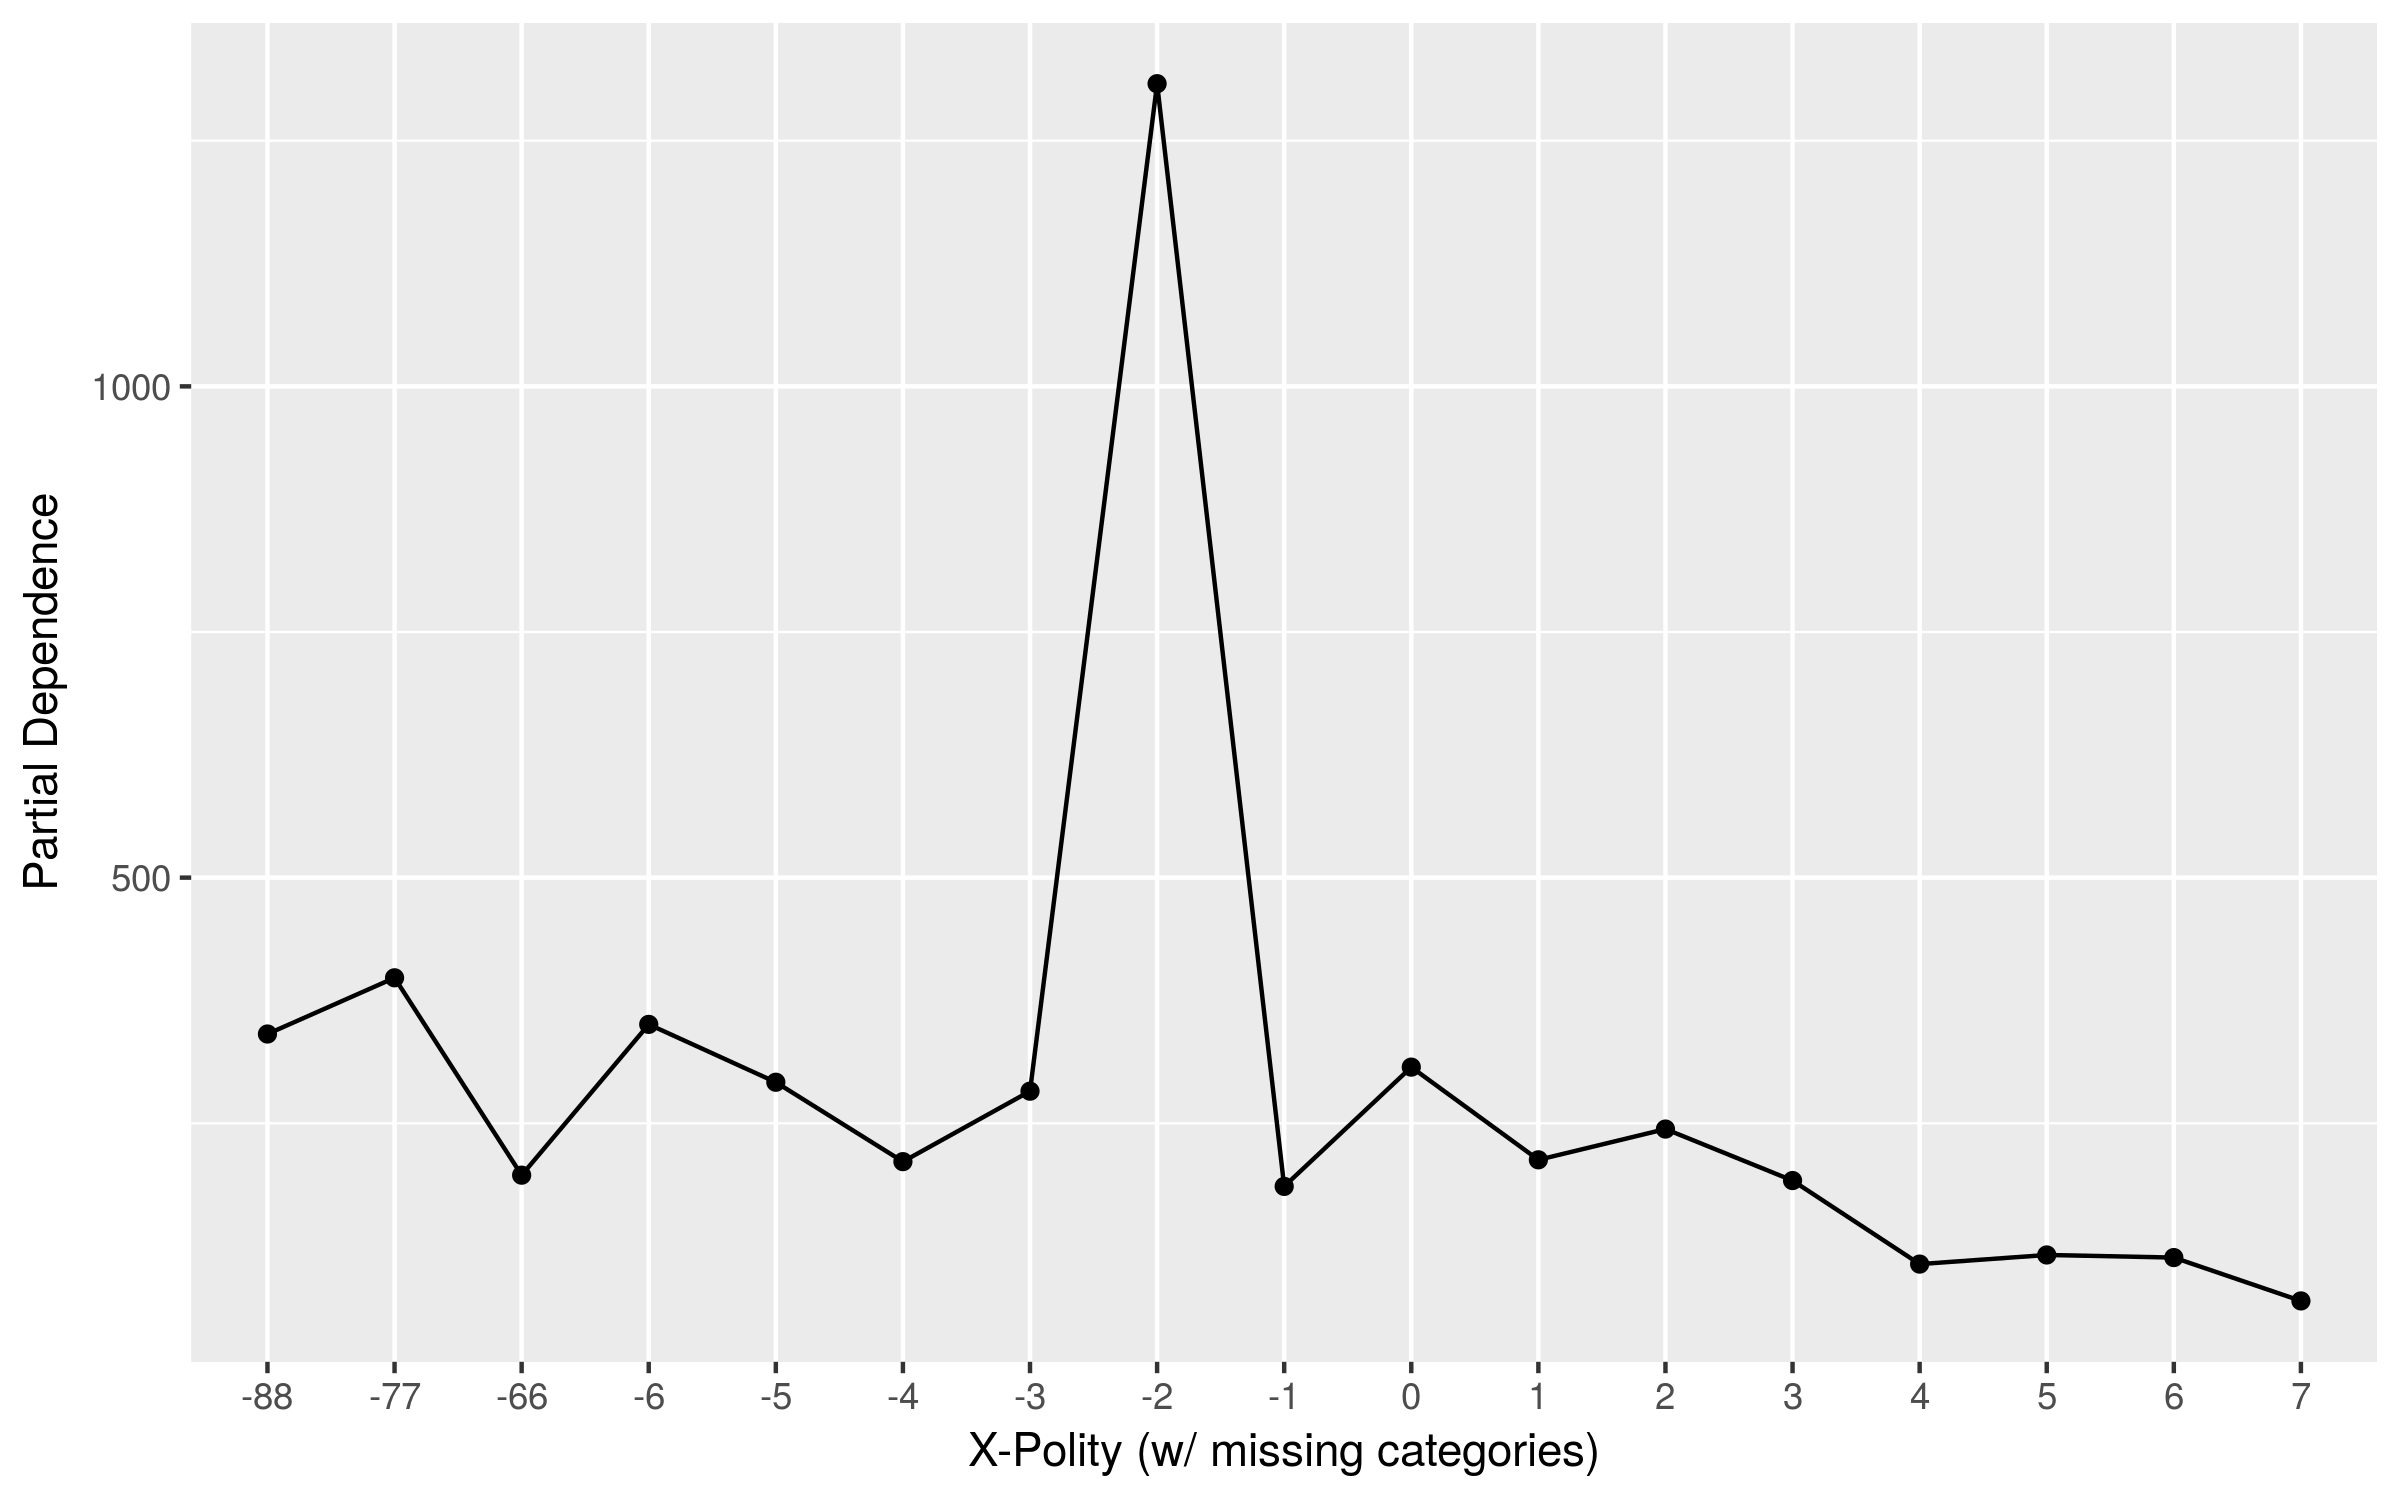 Partial Dependence
1000
500
-88 -77 -66 -6 -5 -4 -3 -2 -1 0 1 2 3 4 5 6 7
X-Polity (w/ missing categories)